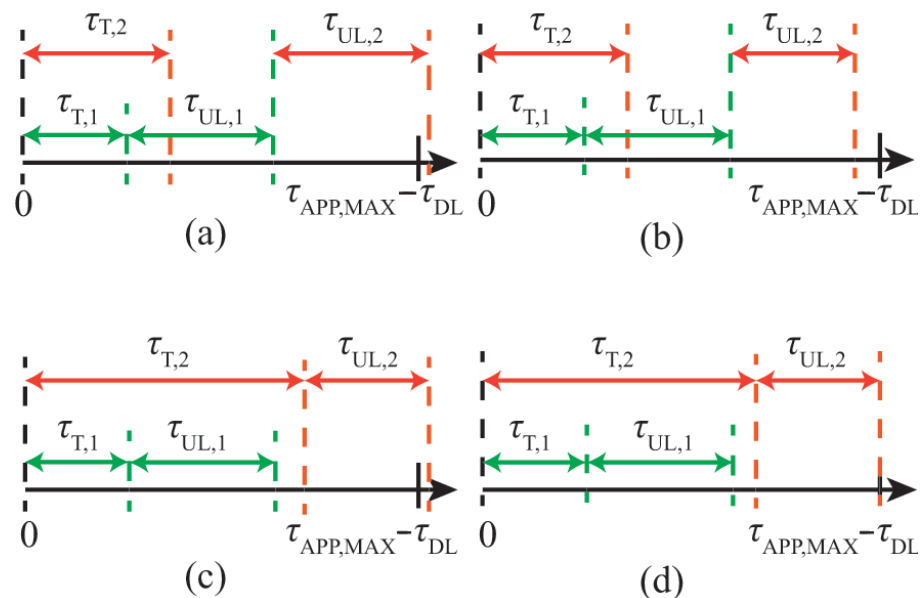 τT,2
τUL,2
τT,1
τUL,1
0
τAPP,MAX−τDL
(a)
τT,2
τUL,2
τT,1
τUL,1
0
τAPP,MAX−τDL
(b)
τT,2
τUL,2
τT,1
τUL,1
0
τAPP,MAX−τDL
(c)
τT,2
τUL,2
τT,1
τUL,1
0
τAPP,MAX−τDL
(d)